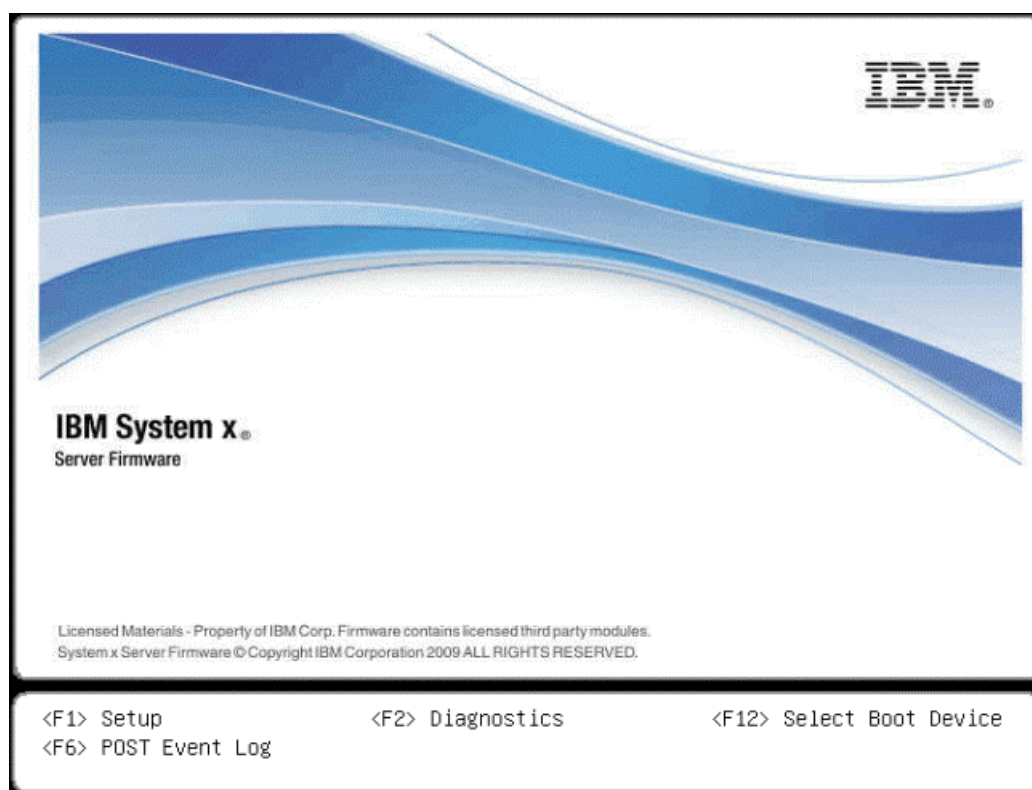 IBM®
IBM System x®
Server Firmware
Licensed Materials - Property of IBM Corp. Firmware contains licensed third party modules.
System x Server Firmware © Copyright IBM Corporation 2009 ALL RIGHTS RESERVED.
<F1> Setup <F2> Diagnostics <F12> Select Boot Device
<F6> POST Event Log